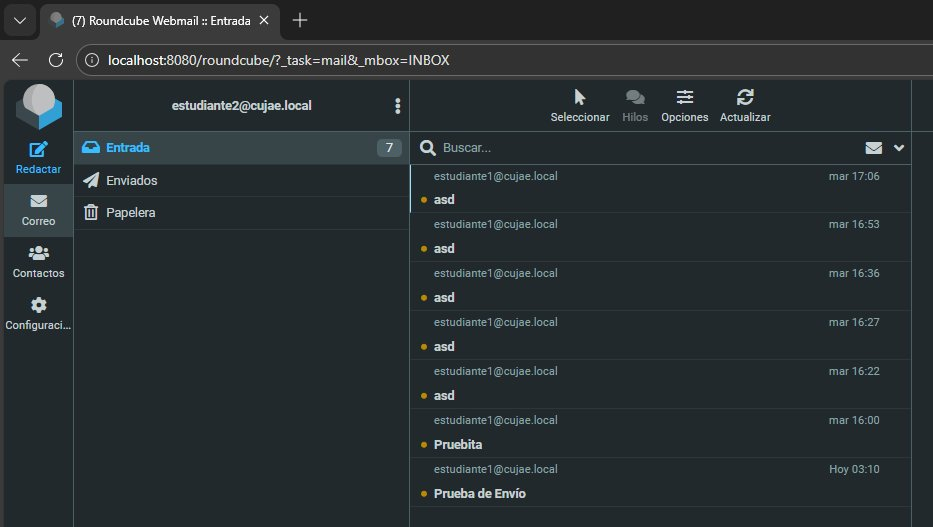 (7) Roundcube Webmail :: Entrada
localhost:8080/roundcube/?_task=mail&_mbox=INBOX
Redactar
Correo
Contactos
Configuraci...
estudiante2@cujae.local
Entrada 7
Enviados
Papelera
Seleccionar Hilos Opciones Actualizar
Buscar...
estudiante1@cujae.local mar 17:06
asd
estudiante1@cujae.local mar 16:53
asd
estudiante1@cujae.local mar 16:36
asd
estudiante1@cujae.local mar 16:27
asd
estudiante1@cujae.local mar 16:22
asd
estudiante1@cujae.local mar 16:00
Pruebita
estudiante1@cujae.local Hoy 03:10
Prueba de Envío